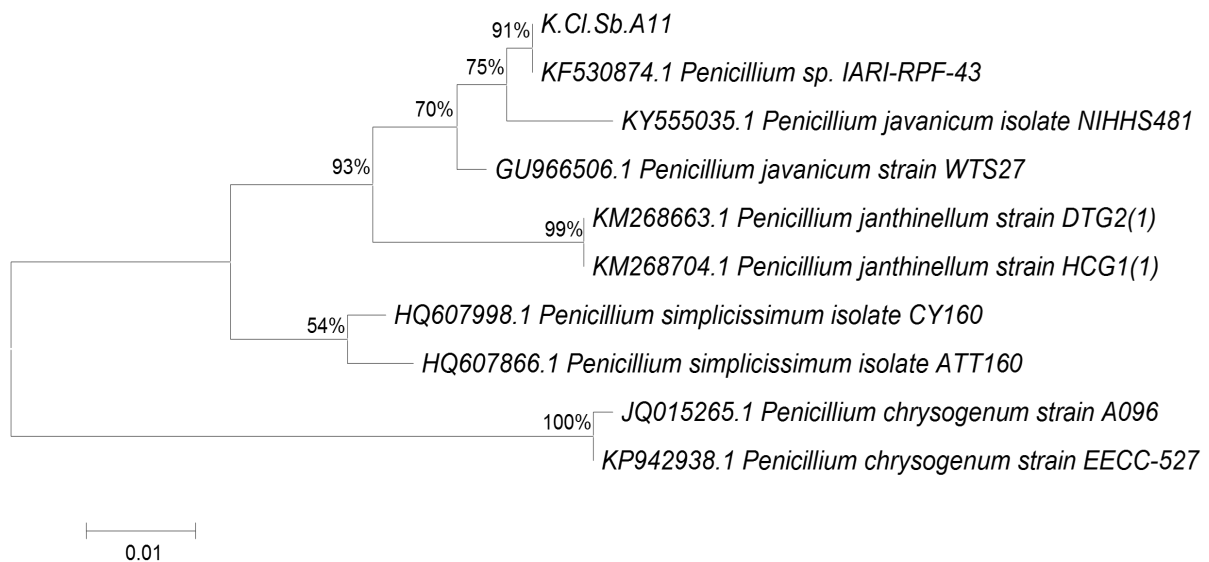 91%
K.Cl.Sb.A11
75%
KF530874.1 Penicillium sp. IARI-RPF-43
70%
KY555035.1 Penicillium javanicum isolate NIHHS481
93%
GU966506.1 Penicillium javanicum strain WTS27
KM268663.1 Penicillium janthinellum strain DTG2(1)
99%
KM268704.1 Penicillium janthinellum strain HCG1(1)
HQ607998.1 Penicillium simplicissimum isolate CY160
54%
HQ607866.1 Penicillium simplicissimum isolate ATT160
JQ015265.1 Penicillium chrysogenum strain A096
100%
KP942938.1 Penicillium chrysogenum strain EECC-527
0.01